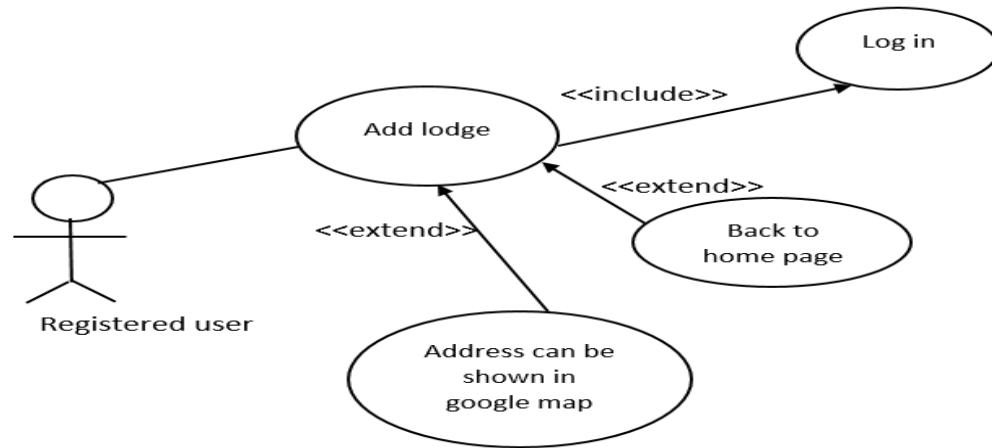 Log in
<<include>>
Add lodge
<<extend>>
<<extend>>
Back to
home page
Registered user
Address can be
shown in
google map